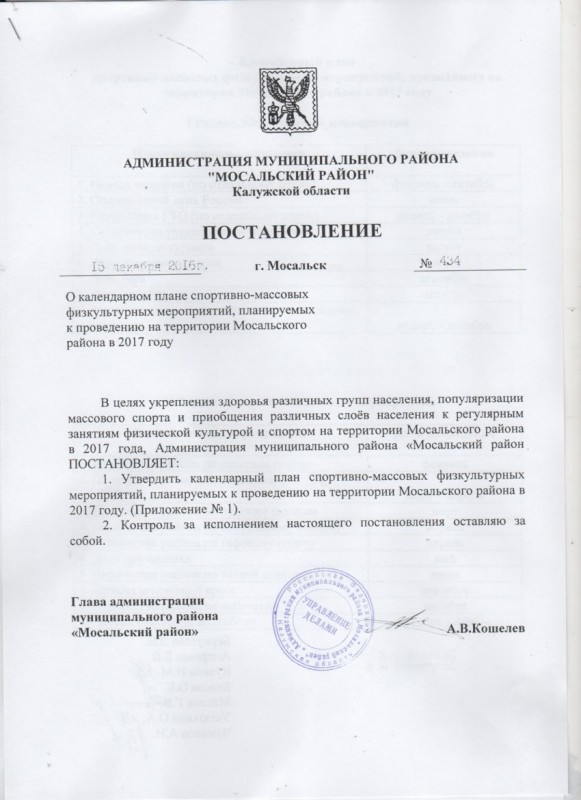 АДМИНИСТРАЦИЯ МУНИЦИПАЛЬНОГО РАЙОНА
"МОСАЛЬСКИЙ РАЙОН"
Калужской области
ПОСТАНОВЛЕНИЕ
15 декабря 2016г. г. Мосальск № 434
О календарном плане спортивно-массовых
физкультурных мероприятий, планируемых
к проведению на территории Мосальского
района в 2017 году
В целях укрепления здоровья различных групп населения, популяризации
массового спорта и приобщения различных слоёв населения к регулярным
занятиям физической культурой и спортом на территории Мосальского района
в 2017 года, Администрация муниципального района «Мосальский район
ПОСТАНОВЛЯЕТ:
1. Утвердить календарный план спортивно-массовых физкультурных
мероприятий, планируемых к проведению на территории Мосальского района в
2017 году. (Приложение № 1).
2. Контроль за исполнением настоящего постановления оставляю за
собой.
Глава администрации
муниципального района
«Мосальский район»
УПРАВЛЕНИЕ
ДЕЛАМИ
А.В.Кошелев